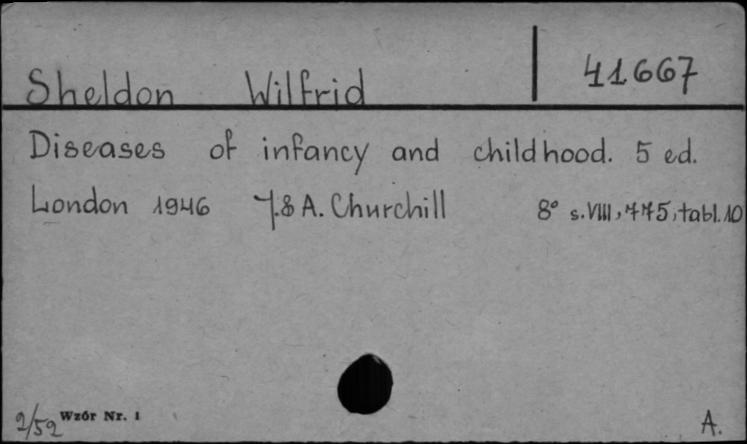 Sheldon Wilfrid 41667
Diseases of infancy and childhood. 5 ed.
London 1946 J. & A. Churchill 8° s.VIII, 775, tabl. 10
2/52 Wzór Nr. 1 A.